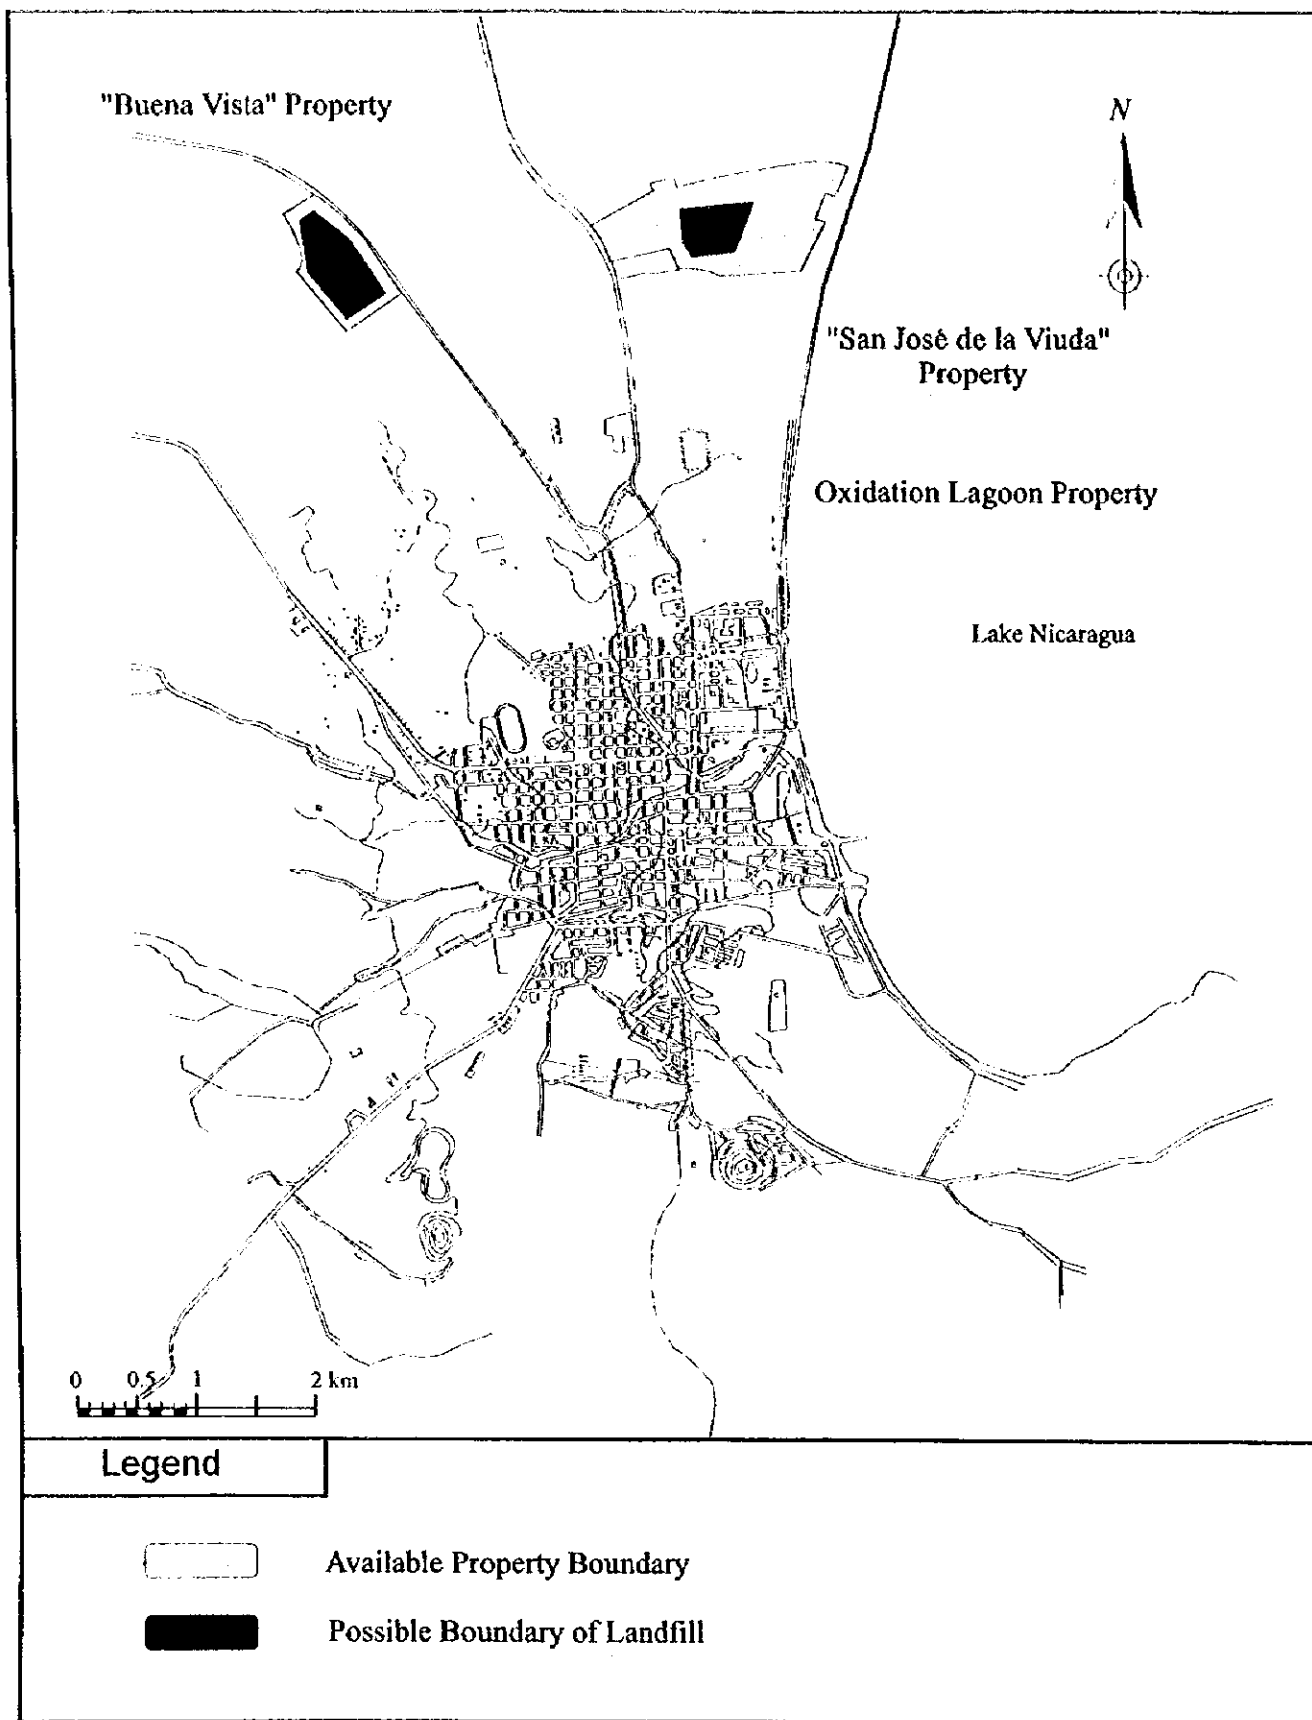 "Buena Vista" Property
N
"San José de la Viuda"
Property
Oxidation Lagoon Property
Lake Nicaragua
0 0.5 1 2 km
Legend
Available Property Boundary
Possible Boundary of Landfill